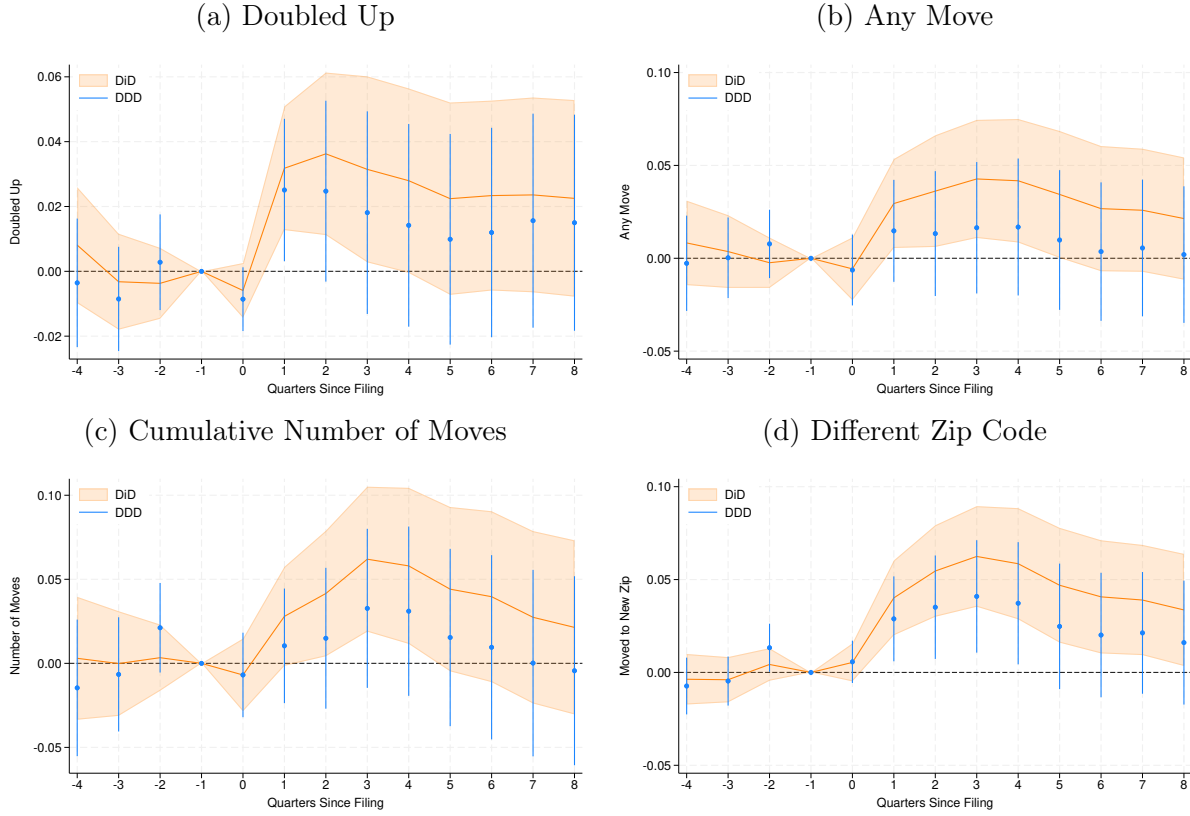 (a) Doubled Up
DiD
DDD
Doubled Up
0.06
0.04
0.02
0.00
-0.02
-4 -3 -2 -1 0 1 2 3 4 5 6 7 8
Quarters Since Filing
(b) Any Move
DiD
DDD
Any Move
0.10
0.05
0.00
-0.05
-4 -3 -2 -1 0 1 2 3 4 5 6 7 8
Quarters Since Filing
(c) Cumulative Number of Moves
DiD
DDD
Number of Moves
0.10
0.05
0.00
-0.05
-4 -3 -2 -1 0 1 2 3 4 5 6 7 8
Quarters Since Filing
(d) Different Zip Code
DiD
DDD
Moved to New Zip
0.10
0.05
0.00
-0.05
-4 -3 -2 -1 0 1 2 3 4 5 6 7 8
Quarters Since Filing